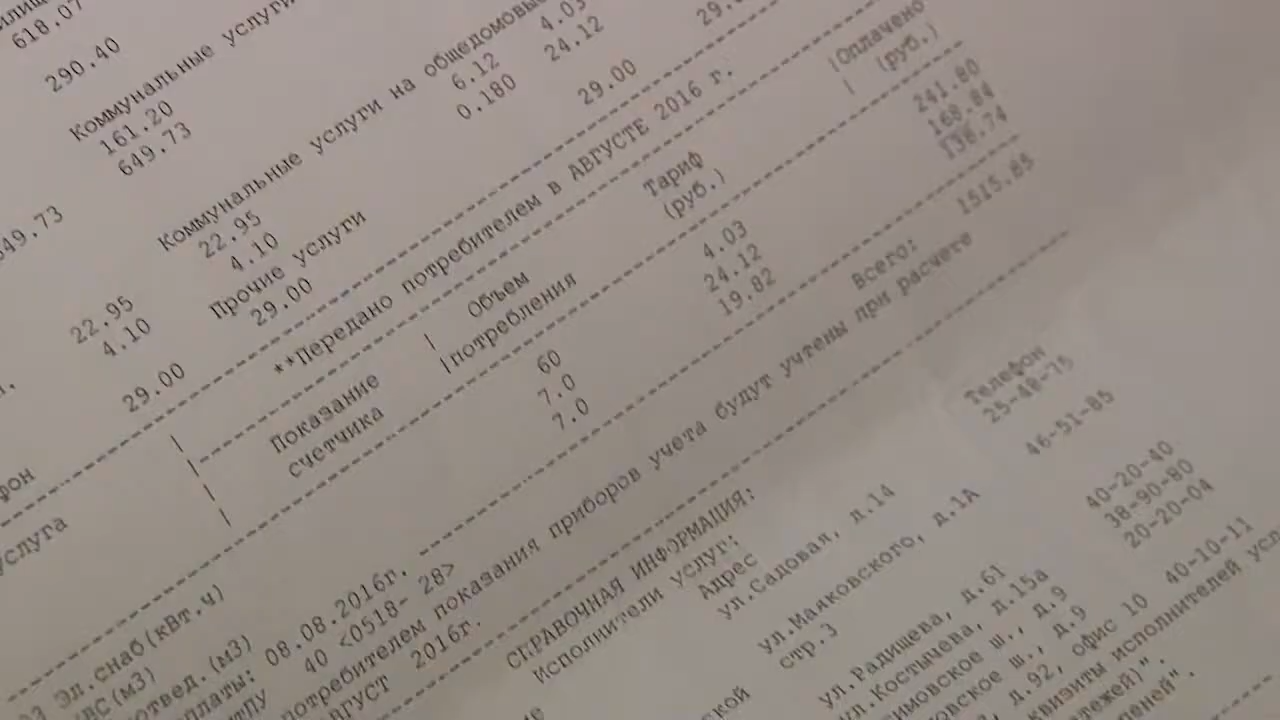 618.07
290.40
Коммунальные услуги
161.20
649.73
649.73
Коммунальные услуги на общедомовые
22.95 6.12 4.03
4.10 0.180 24.12
22.95
4.10
Прочие услуги
29.00 29.00
29.00
**Передано потребителем в АВГУСТЕ 2016 г.
| Показание | Объем Тариф |Оплачено
| счетчика |потребления (руб.) | (руб.)
услуга
Эл.снаб(кВт.ч) 60 4.03 241.80
ВС(м3) 7.0 24.12 168.84
отвед.(м3) 7.0 19.82 138.74
платы: 08.08.2016г. Всего: 1515.85
40 <0518- 28>
потребителем показания приборов учета будут учтены при расчете
АВГУСТ 2016г.
СПРАВОЧНАЯ ИНФОРМАЦИЯ:
Исполнители услуг:
Адрес Телефон
ул.Садовая, д.14 25-48-75
ул.Маяковского, д.1А 46-51-85
стр.3
ул.Радищева, д.61 40-20-40
ул.Костычева, д.15а 38-90-80
ш., д.9 20-20-04
ш., д.9
д.92, офис 10 40-10-11
исполнителей